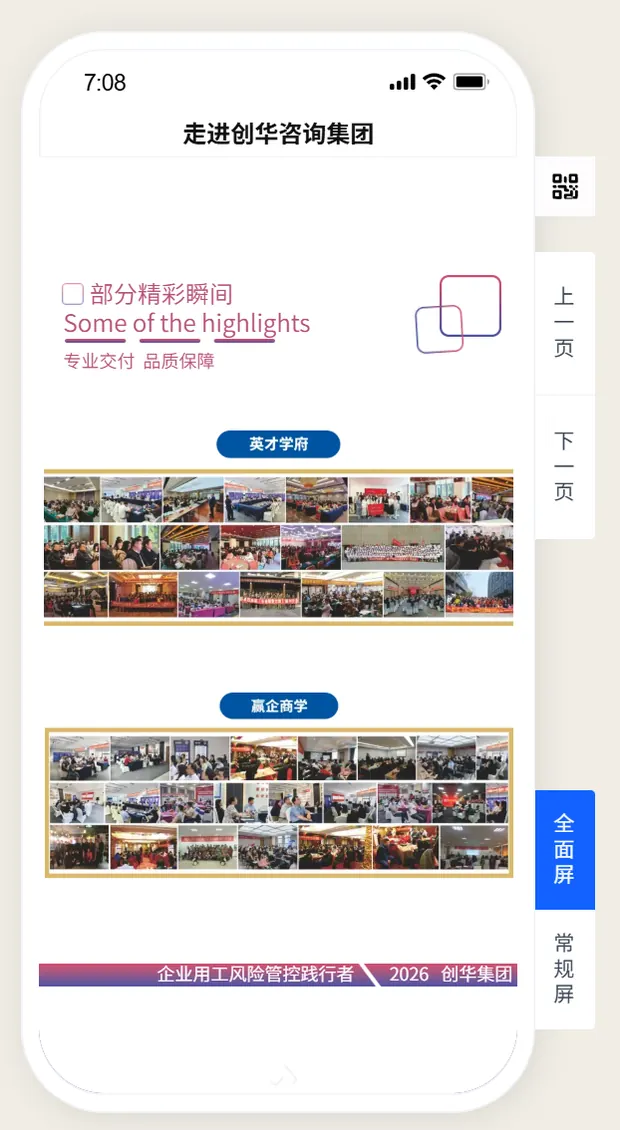 7:08
走进创华咨询集团
部分精彩瞬间
Some of the highlights
专业交付 品质保障
英才学府
赢企商学
企业用工风险管控践行者
2026 创华集团
上一页
下一页
全面屏
常规屏